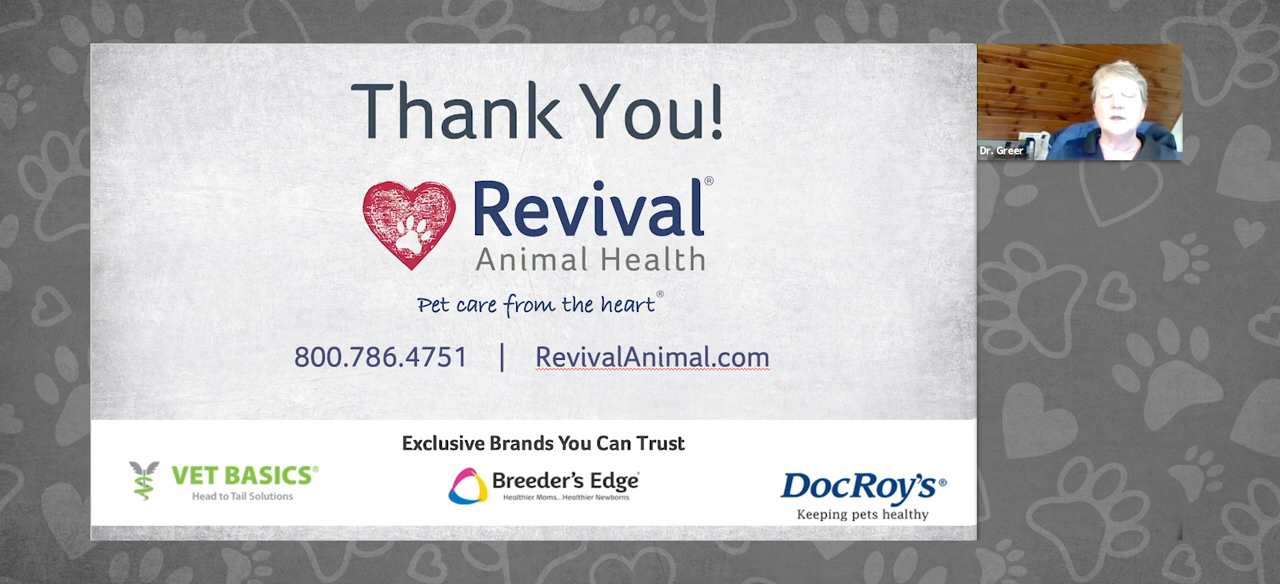 Thank You!
Revival®
Animal Health
Pet care from the heart®
800.786.4751 | RevivalAnimal.com
Exclusive Brands You Can Trust
VET BASICS®
Head to Tail Solutions
Breeder's Edge®
Healthier Moms...Healthier Newborns
DocRoy's®
Keeping pets healthy
Dr. Greer